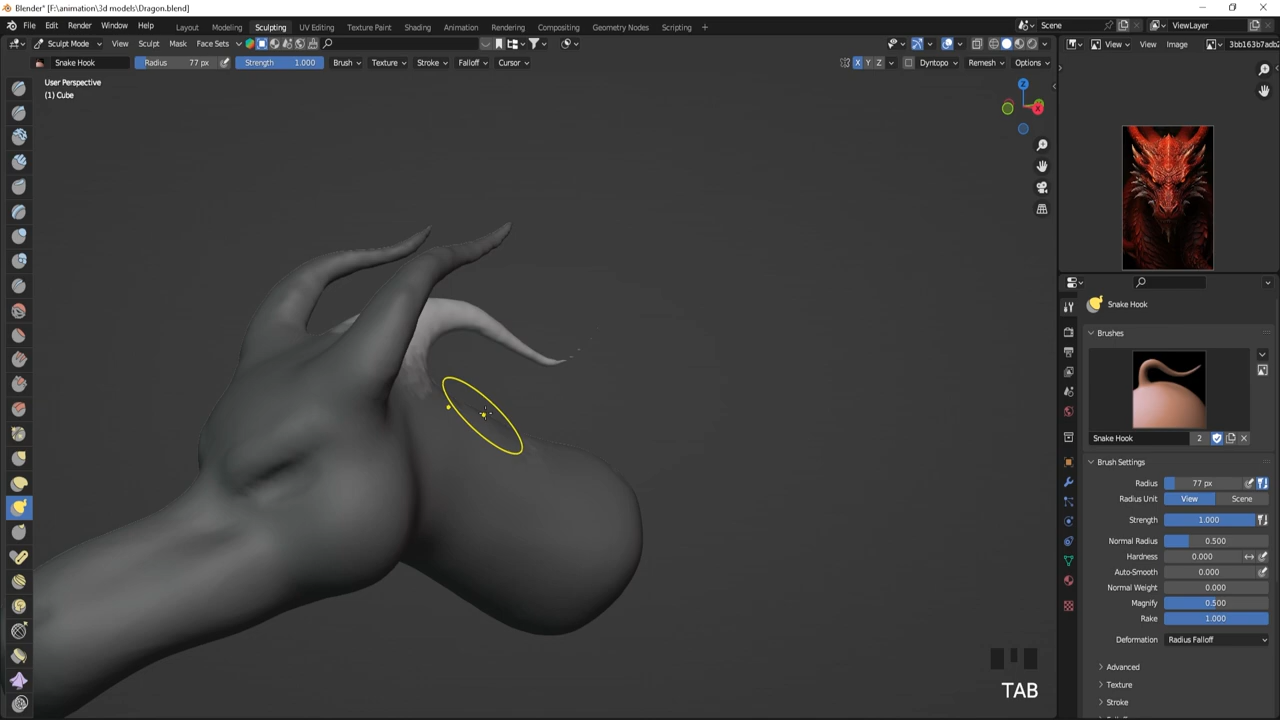 Blender* [F:\animation\3d models\Dragon.blend]
File Edit Render Window Help Layout Modeling Sculpting UV Editing Texture Paint Shading Animation Rendering Compositing Geometry Nodes Scripting + Scene ViewLayer
Sculpt Mode View Sculpt Mask Face Sets View View Image 3bb163b7adb2
Snake Hook Radius 77 px Strength 1.000 Brush Texture Stroke Falloff Cursor X Y Z Dyntopo Remesh Options
User Perspective
(1) Cube
Z
X
Snake Hook
Brushes
Snake Hook 2
Brush Settings
Radius 77 px
Radius Unit View Scene
Strength 1.000
Normal Radius 0.500
Hardness 0.000
Auto-Smooth 0.000
Normal Weight 0.000
Magnify 0.500
Rake 1.000
Deformation Radius Falloff
Advanced
Texture
Stroke
TAB